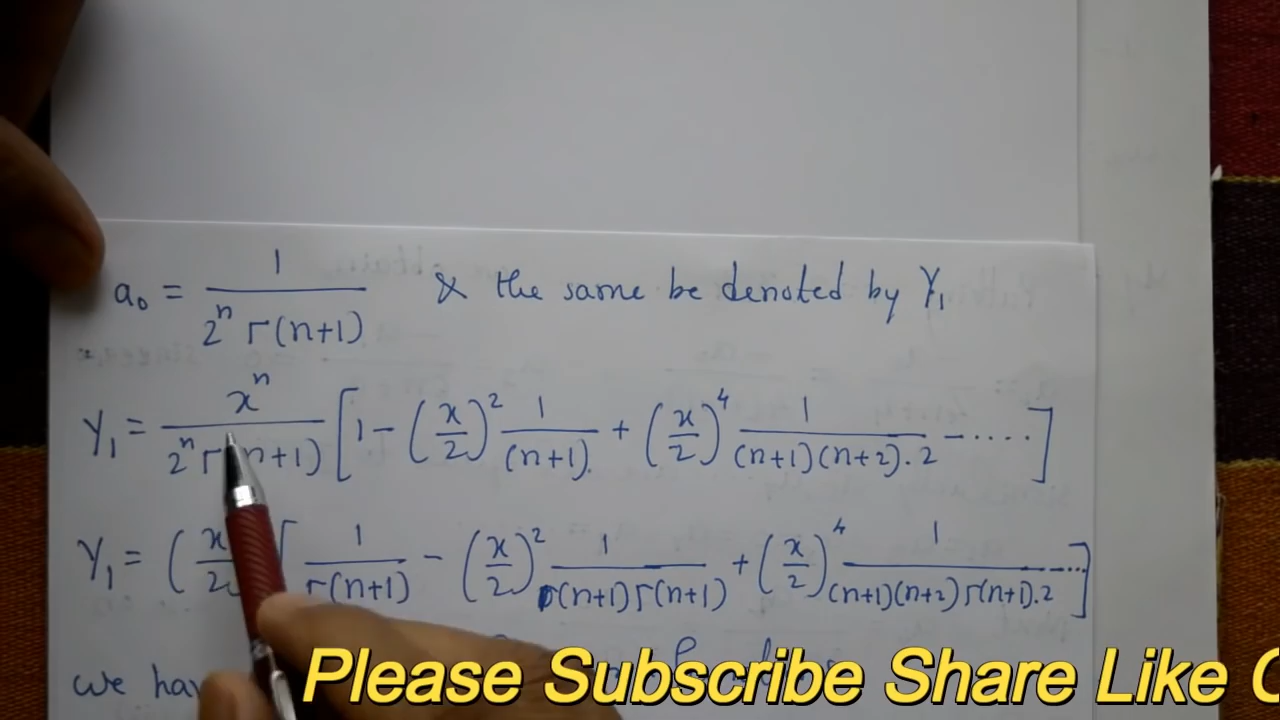 a₀ = 1 / 2ⁿ Γ(n+1) & the same be denoted by Y₁
Y₁ = xⁿ / 2ⁿ Γ(n+1) [1 - (x/2)² 1/(n+1) + (x/2)⁴ 1/(n+1)(n+2).2 - ....]
Y₁ = (x/2 [1/Γ(n+1) - (x/2)² 1/(n+1)Γ(n+1) + (x/2)⁴ 1/(n+1)(n+2)Γ(n+1).2 ....]
we
Please Subscribe Share Like